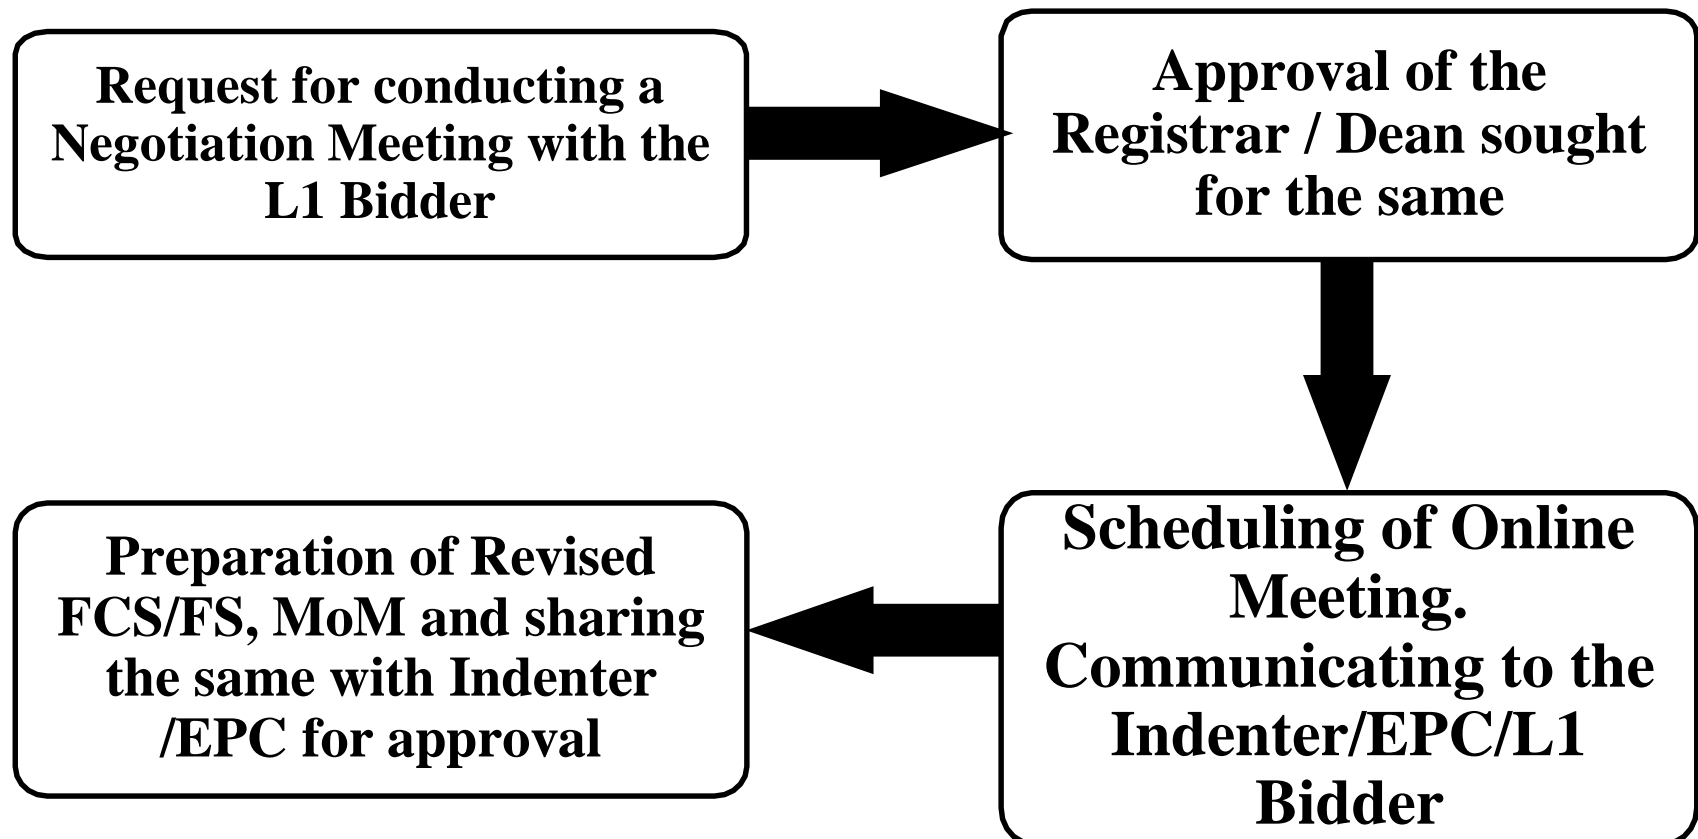 Request for conducting a
Negotiation Meeting with the
L1 Bidder
Approval of the
Registrar / Dean sought
for the same
Scheduling of Online
Meeting.
Communicating to the
Indenter/EPC/L1
Bidder
Preparation of Revised
FCS/FS, MoM and sharing
the same with Indenter
/EPC for approval